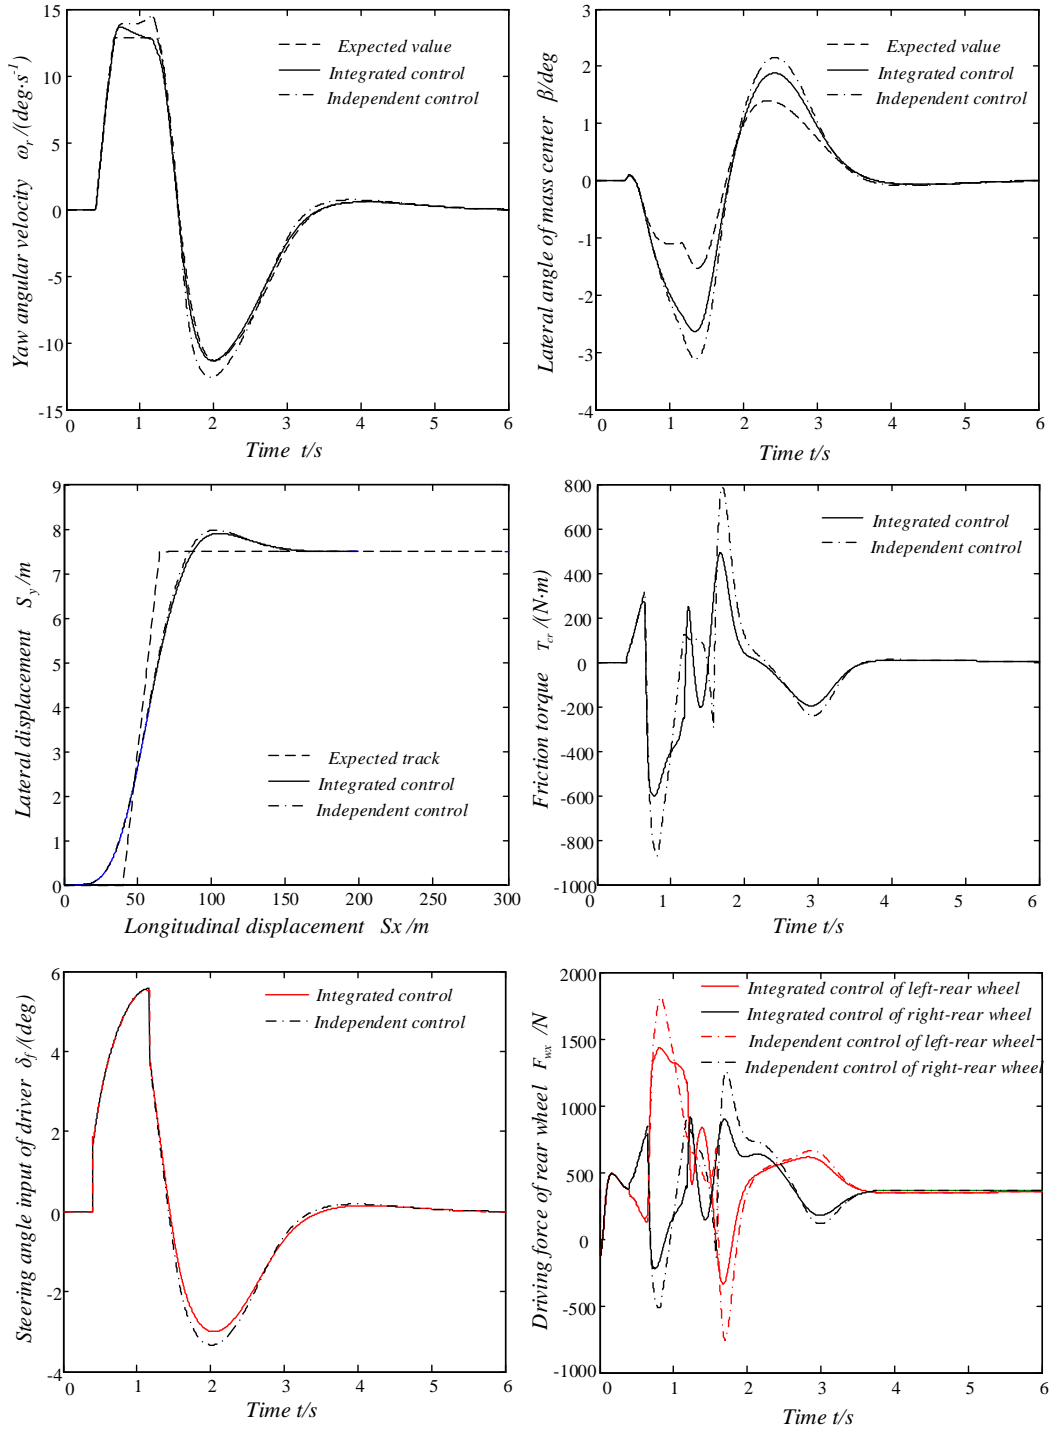 15
10
5
0
-5
-10
-15
Yaw angular velocity ω_r /(deg·s⁻¹)
Expected value
Integrated control
Independent control
0 1 2 3 4 5 6
Time t/s
3
2
1
0
-1
-2
-3
-4
Lateral angle of mass center β/deg
Expected value
Integrated control
Independent control
0 1 2 3 4 5 6
Time t/s
9
8
7
6
5
4
3
2
1
0
Lateral displacement S_y /m
Expected track
Integrated control
Independent control
0 50 100 150 200 250 300
Longitudinal displacement Sx /m
800
600
400
200
0
-200
-400
-600
-800
-1000
Friction torque T_cr /(N·m)
Integrated control
Independent control
0 1 2 3 4 5 6
Time t/s
6
4
2
0
-2
-4
Steering angle input of driver δ_f /(deg)
Integrated control
Independent control
0 1 2 3 4 5 6
Time t/s
2000
1500
1000
500
0
-500
-1000
Driving force of rear wheel F_wx /N
Integrated control of left-rear wheel
Integrated control of right-rear wheel
Independent control of left-rear wheel
Independent control of right-rear wheel
0 1 2 3 4 5 6
Time t/s